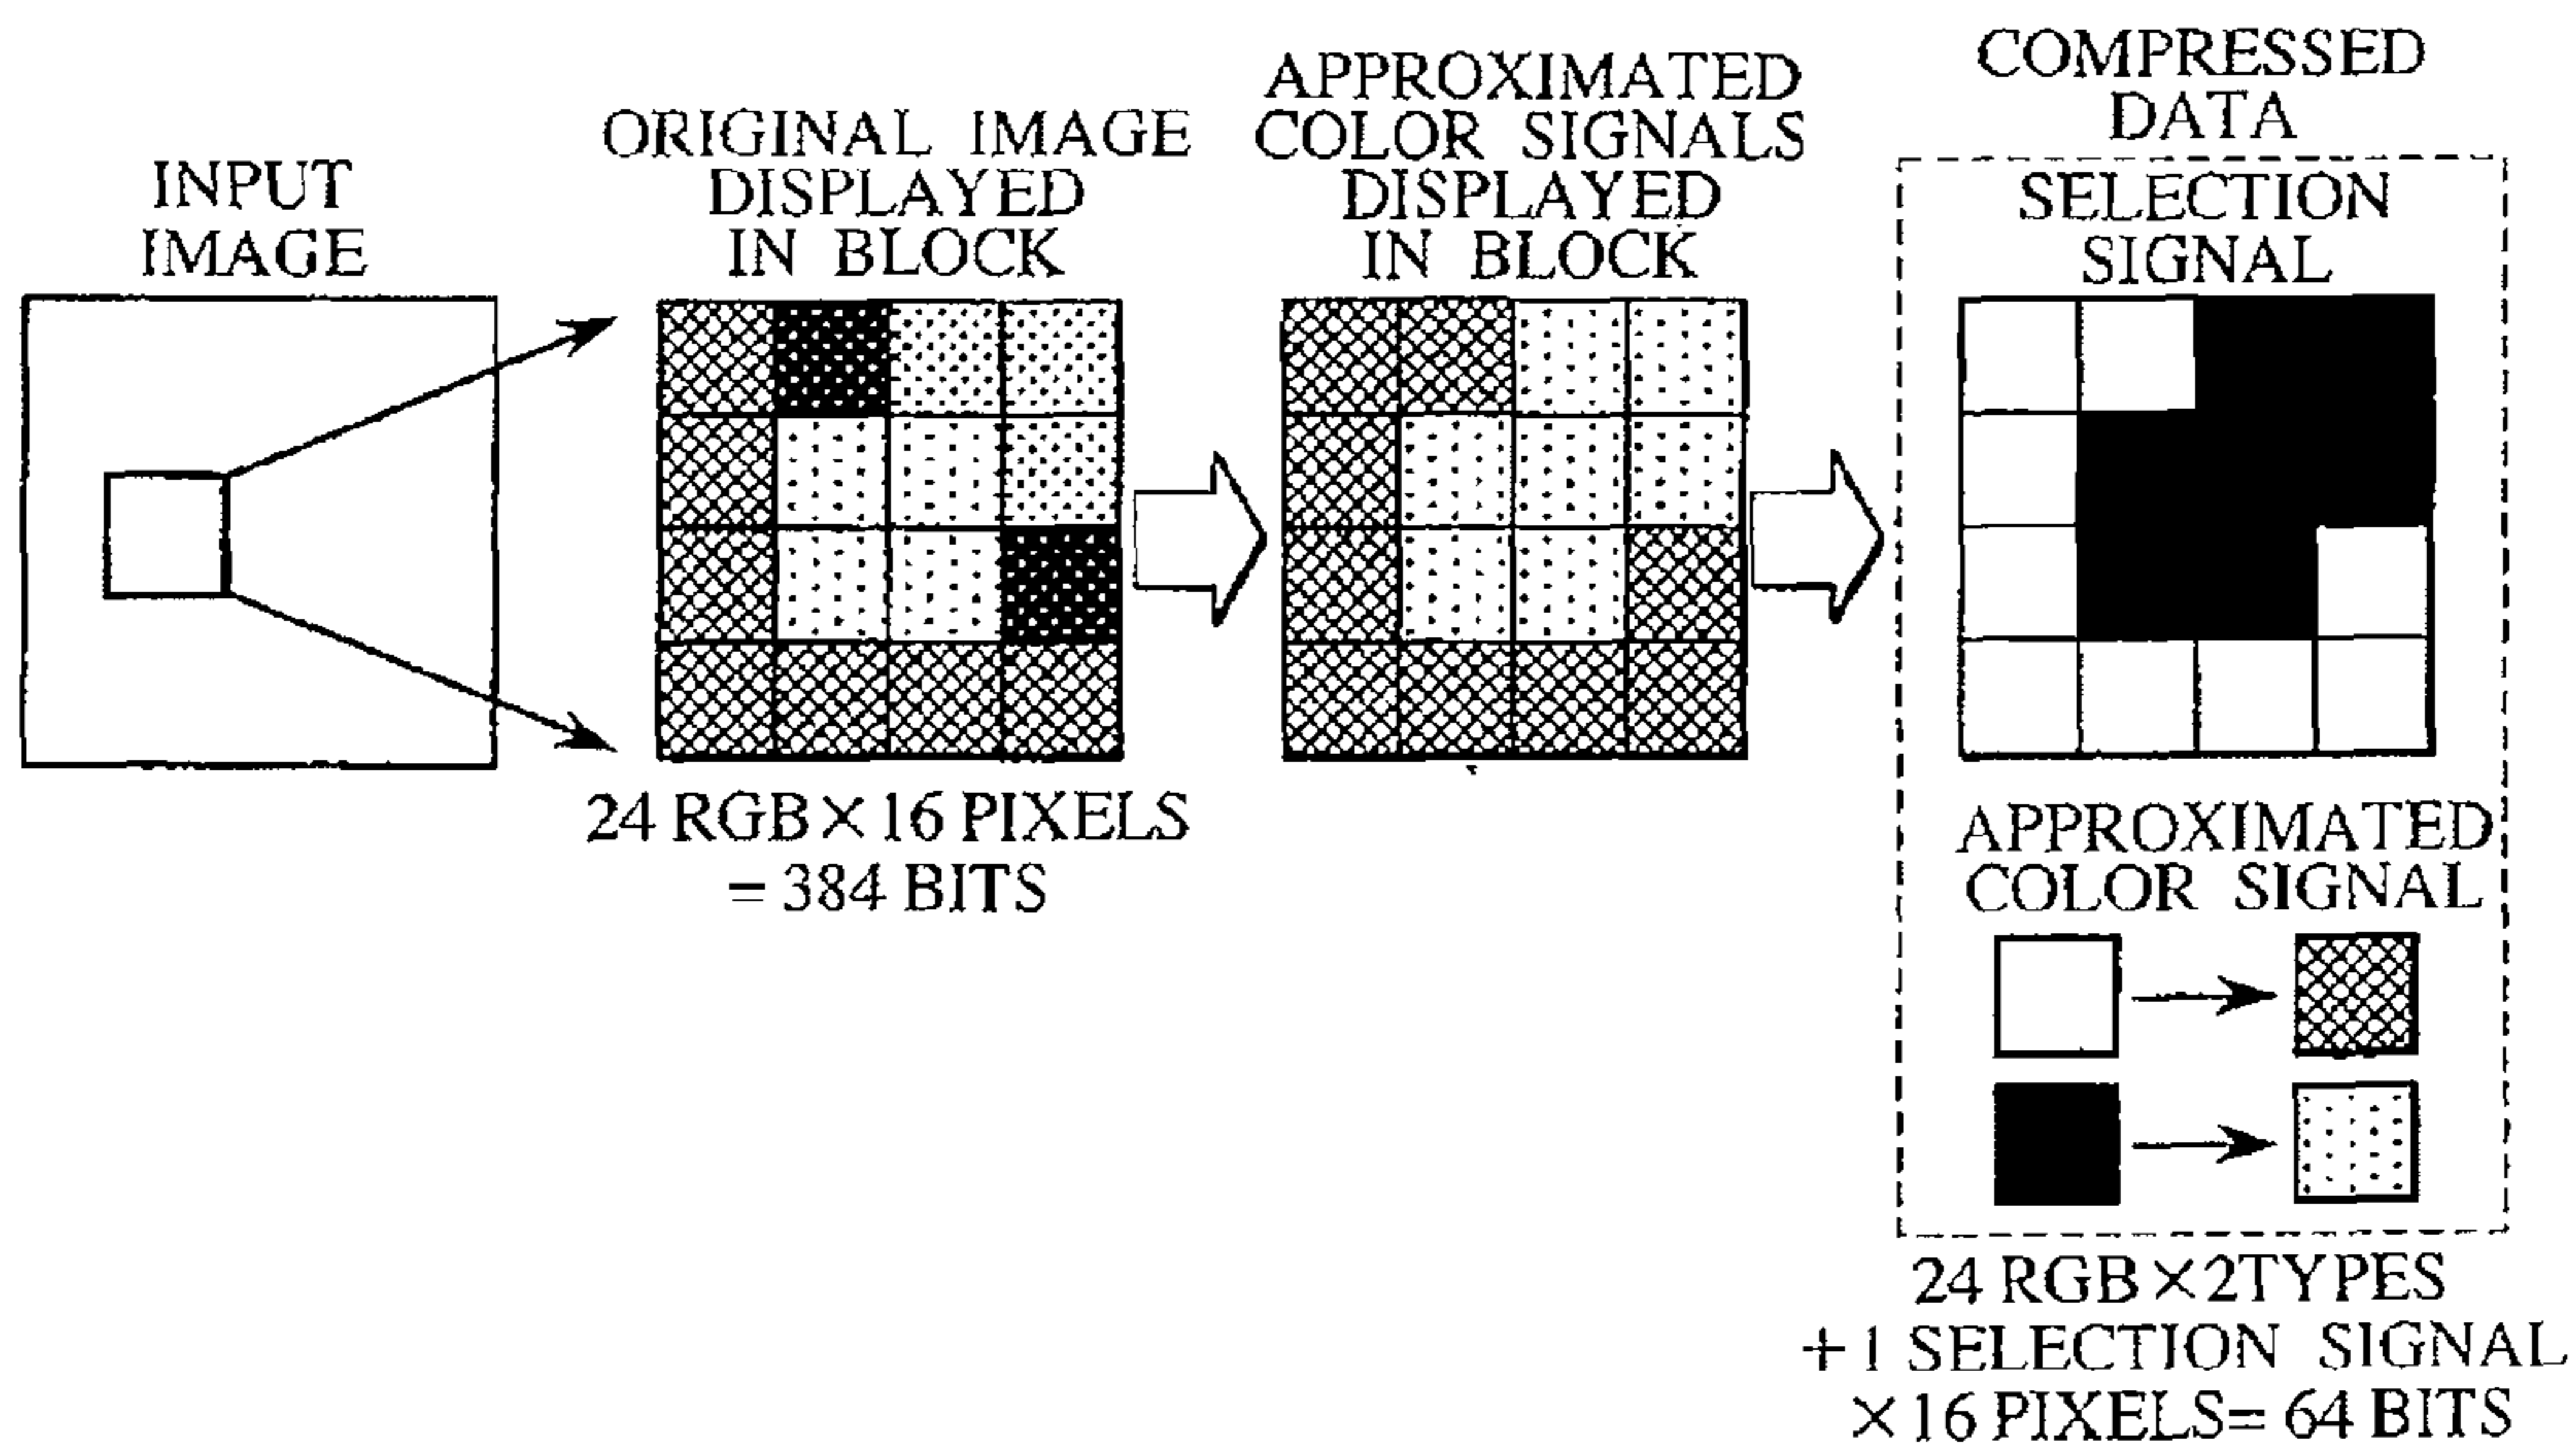 INPUT
IMAGE
ORIGINAL IMAGE
DISPLAYED
IN BLOCK
24 RGB×16 PIXELS
= 384 BITS
APPROXIMATED
COLOR SIGNALS
DISPLAYED
IN BLOCK
COMPRESSED
DATA
SELECTION
SIGNAL
APPROXIMATED
COLOR SIGNAL
24 RGB×2TYPES
+1 SELECTION SIGNAL
×16 PIXELS= 64 BITS